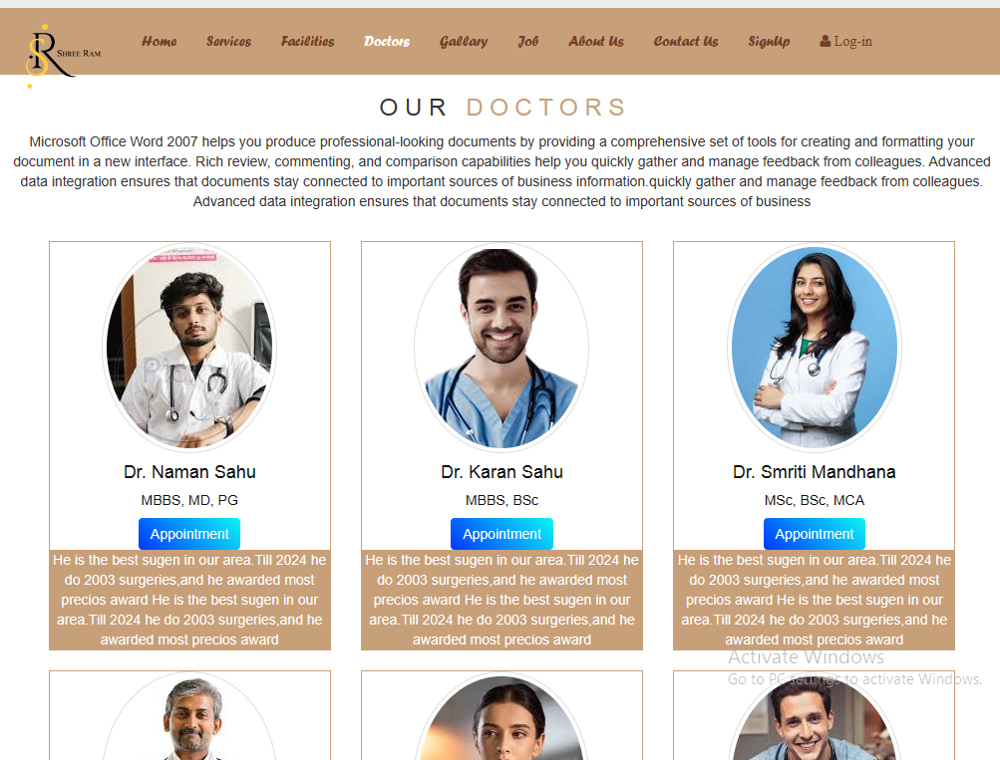 SR SHREE RAM
Home Services Facilities Doctors Gallary Job About Us Contact Us SignUp Log-in
OUR DOCTORS
Microsoft Office Word 2007 helps you produce professional-looking documents by providing a comprehensive set of tools for creating and formatting your
document in a new interface. Rich review, commenting, and comparison capabilities help you quickly gather and manage feedback from colleagues. Advanced
data integration ensures that documents stay connected to important sources of business information.quickly gather and manage feedback from colleagues.
Advanced data integration ensures that documents stay connected to important sources of business
Dr. Naman Sahu
MBBS, MD, PG
Appointment
He is the best sugen in our area.Till 2024 he
do 2003 surgeries,and he awarded most
precios award He is the best sugen in our
area.Till 2024 he do 2003 surgeries,and he
awarded most precios award
Dr. Karan Sahu
MBBS, BSc
Appointment
He is the best sugen in our area.Till 2024 he
do 2003 surgeries,and he awarded most
precios award He is the best sugen in our
area.Till 2024 he do 2003 surgeries,and he
awarded most precios award
Dr. Smriti Mandhana
MSc, BSc, MCA
Appointment
He is the best sugen in our area.Till 2024 he
do 2003 surgeries,and he awarded most
precios award He is the best sugen in our
area.Till 2024 he do 2003 surgeries,and he
awarded most precios award
Activate Windows
Go to PC settings to activate Windows.